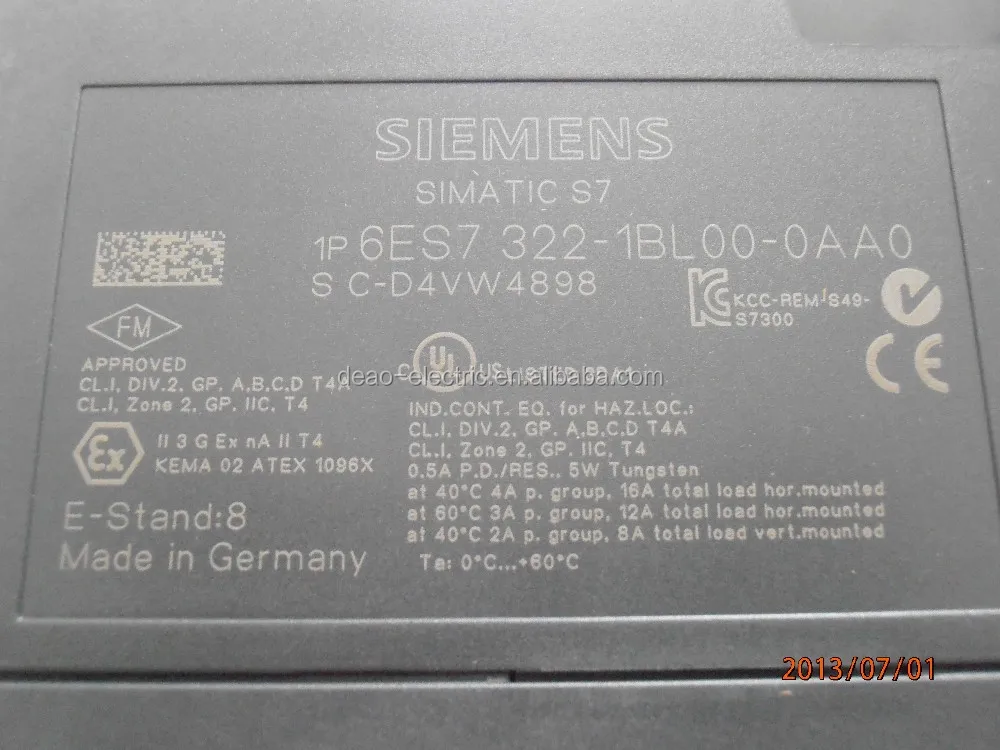 SIEMENS
SIMATIC S7
1P 6ES7 322-1BL00-0AA0
S C-D4VW4898
KCC-REM-S49-
S7300
FM
APPROVED
CL.I, DIV.2, GP. A,B,C,D T4A
CL.I, Zone 2, GP. IIC, T4
C UL US LISTED
deao-electric.en.alibaba.com
IND.CONT. EQ. for HAZ.LOC.:
CL.I, DIV.2, GP. A,B,C,D T4A
CL.I, Zone 2, GP. IIC, T4
0.5A P.D./RES., 5W Tungsten
at 40°C 4A p. group, 16A total load hor.mounted
at 60°C 3A p. group, 12A total load hor.mounted
at 40°C 2A p. group, 8A total load vert.mounted
Ta: 0°C...+60°C
Ex
II 3 G Ex nA II T4
KEMA 02 ATEX 1096X
E-Stand:8
Made in Germany
CE
2013/07/01